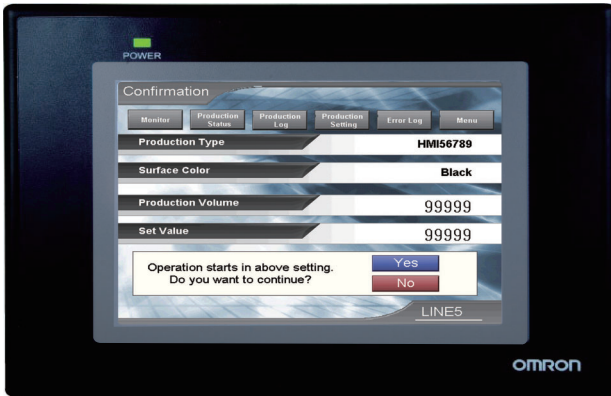 POWER
Confirmation
Monitor
Production
Status
Production
Log
Production
Setting
Error Log
Menu
Production Type
HMI56789
Surface Color
Black
Production Volume
99999
Set Value
99999
Operation starts in above setting.
Do you want to continue?
Yes
No
LINE5
OMRON